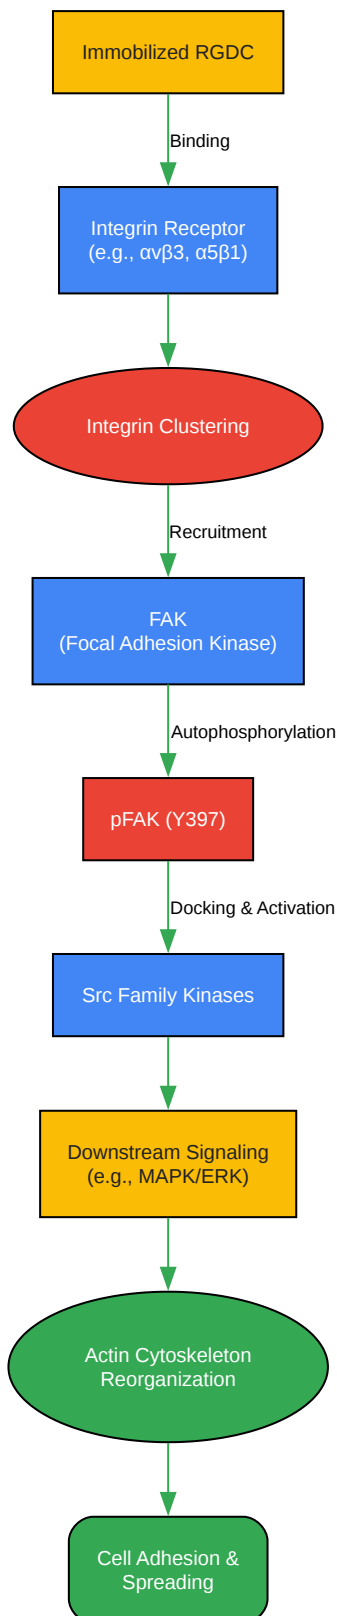 Immobilized RGDC
Binding
Integrin Receptor
(e.g., αvβ3, α5β1)
Integrin Clustering
Recruitment
FAK
(Focal Adhesion Kinase)
Autophosphorylation
pFAK (Y397)
Docking & Activation
Src Family Kinases
Downstream Signaling
(e.g., MAPK/ERK)
Actin Cytoskeleton
Reorganization
Cell Adhesion &
Spreading